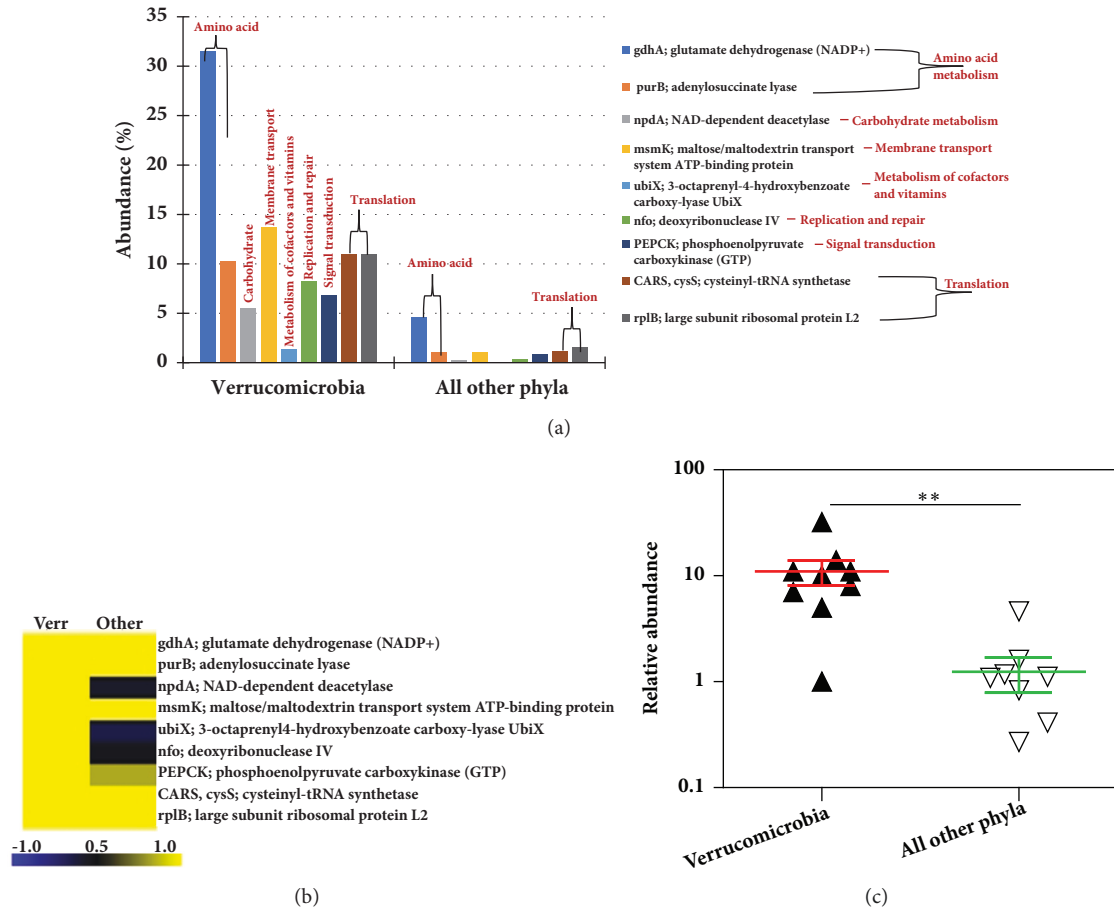 35
30
25
20
15
10
5
0
Abundance (%)
Amino acid
Carbohydrate
Membrane transport
Metabolism of cofactors and vitamins
Replication and repair
Signal transduction
Translation
Amino acid
Translation
Verrucomicrobia
All other phyla
gdhA; glutamate dehydrogenase (NADP+)
purB; adenylosuccinate lyase
Amino acid
metabolism
npdA; NAD-dependent deacetylase
Carbohydrate metabolism
msmK; maltose/maltodextrin transport
system ATP-binding protein
Membrane transport
ubiX; 3-octaprenyl-4-hydroxybenzoate
carboxy-lyase UbiX
Metabolism of cofactors
and vitamins
nfo; deoxyribonuclease IV
Replication and repair
PEPCK; phosphoenolpyruvate
carboxykinase (GTP)
Signal transduction
CARS, cysS; cysteinyl-tRNA synthetase
rplB; large subunit ribosomal protein L2
Translation
(a)
Verr Other
gdhA; glutamate dehydrogenase (NADP+)
purB; adenylosuccinate lyase
npdA; NAD-dependent deacetylase
msmK; maltose/maltodextrin transport system ATP-binding protein
ubiX; 3-octaprenyl4-hydroxybenzoate carboxy-lyase UbiX
nfo; deoxyribonuclease IV
PEPCK; phosphoenolpyruvate carboxykinase (GTP)
CARS, cysS; cysteinyl-tRNA synthetase
rplB; large subunit ribosomal protein L2
-1.0 0.5 1.0
(b)
100
10
1
0.1
Relative abundance
**
Verrucomicrobia
All other phyla
(c)